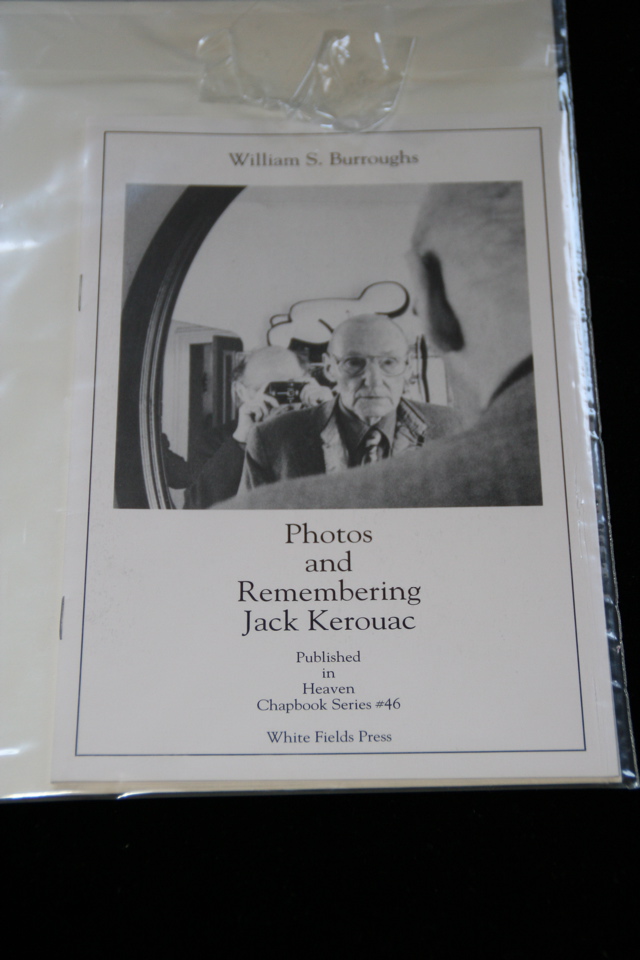 William S. Burroughs
Photos
and
Remembering
Jack Kerouac
Published
in
Heaven
Chapbook Series #46
White Fields Press